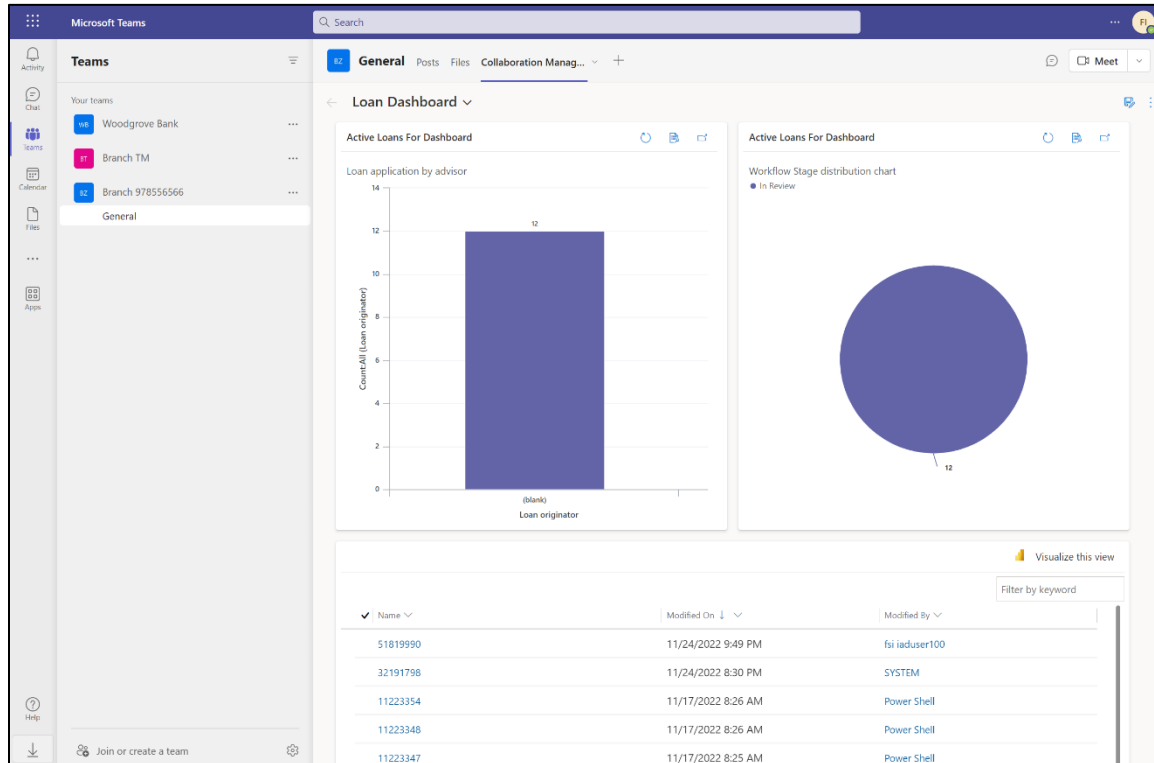 Microsoft Teams
Search
...
FI
Activity
Chat
Teams
Calendar
Files
...
Apps
Help
Teams
Your teams
WB Woodgrove Bank ...
BT Branch TM ...
BZ Branch 978556566 ...
General
Join or create a team
BZ General Posts Files Collaboration Manag... +
Meet
Loan Dashboard
Active Loans For Dashboard
Loan application by advisor
14
12
10
8
6
4
2
0
Count:All (Loan originator)
12
(blank)
Loan originator
Active Loans For Dashboard
Workflow Stage distribution chart
In Review
12
Visualize this view
Filter by keyword
Name Modified On ↓ Modified By
51819990 11/24/2022 9:49 PM fsi iaduser100
32191798 11/24/2022 8:30 PM SYSTEM
11223354 11/17/2022 8:26 AM Power Shell
11223348 11/17/2022 8:26 AM Power Shell
11223347 11/17/2022 8:25 AM Power Shell